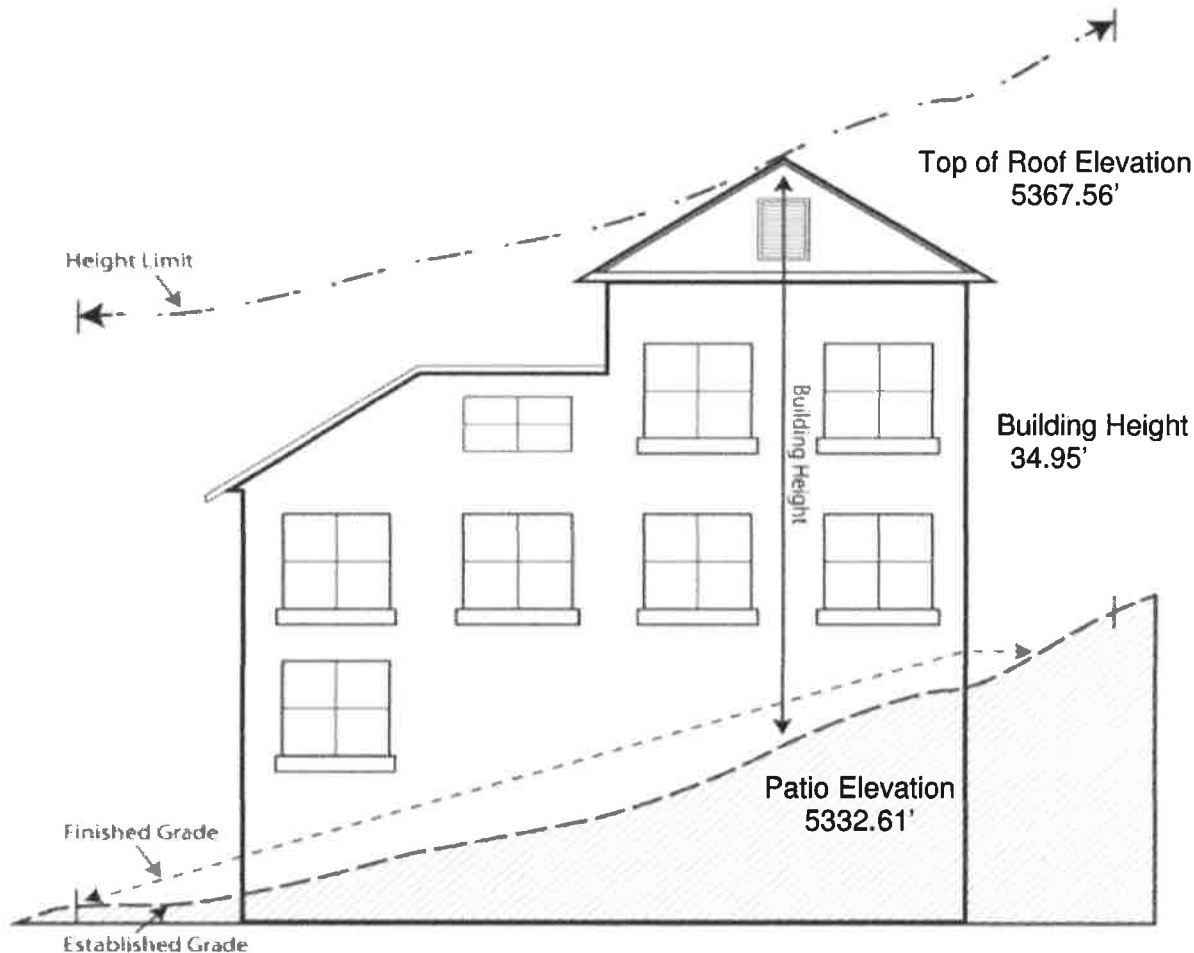 Top of Roof Elevation
5367.56'
Height Limit
Building Height
Building Height
34.95'
Patio Elevation
5332.61'
Finished Grade
Established Grade